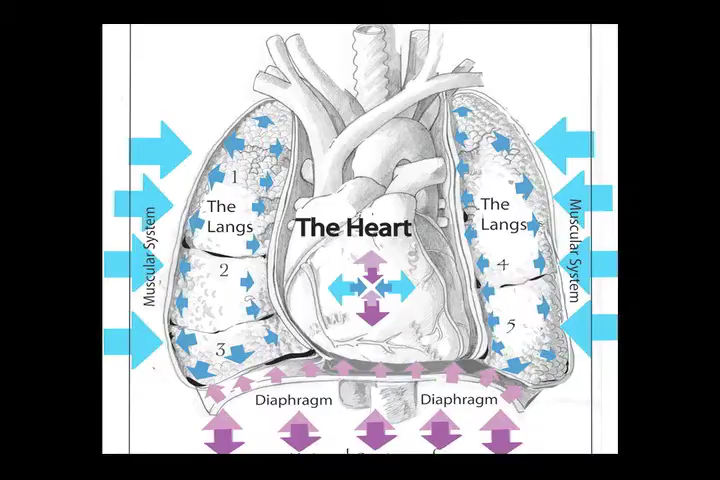 The Heart
1
The
Langs
2
3
The
Langs
4
5
Muscular System
Muscular System
Diaphragm
Diaphragm